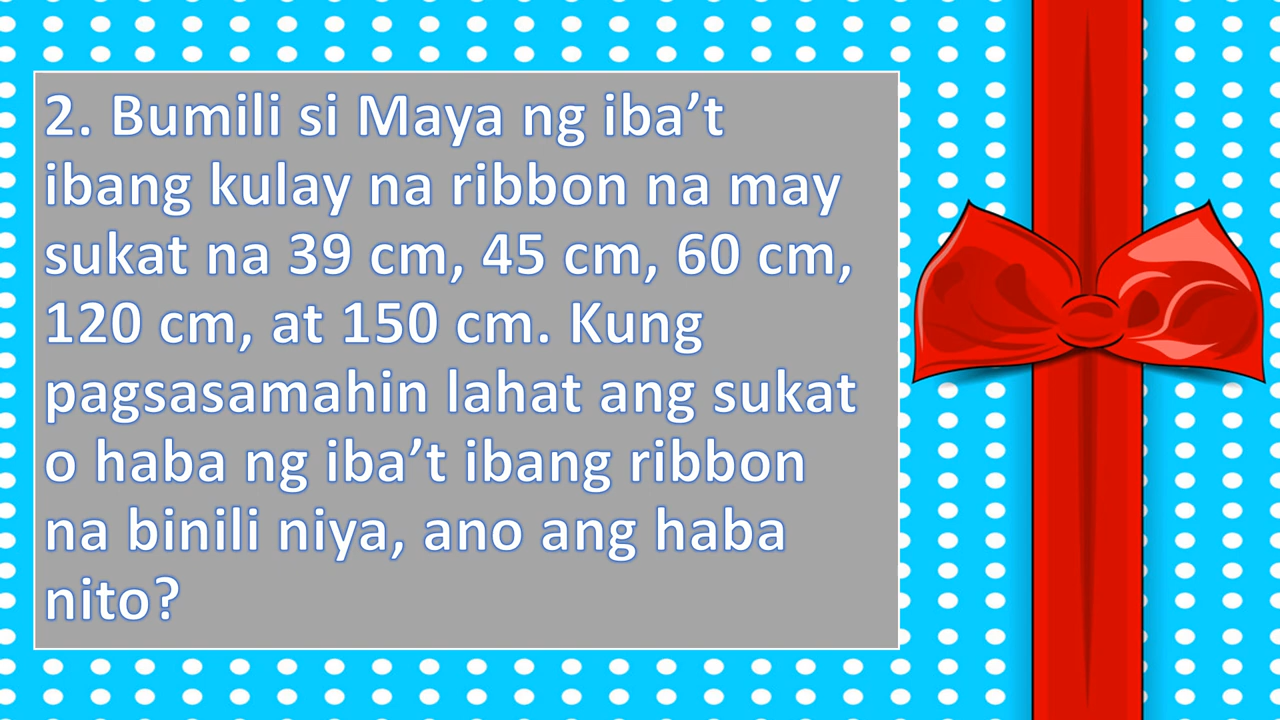 2. Bumili si Maya ng iba’t
ibang kulay na ribbon na may
sukat na 39 cm, 45 cm, 60 cm,
120 cm, at 150 cm. Kung
pagsasamahin lahat ang sukat
o haba ng iba’t ibang ribbon
na binili niya, ano ang haba
nito?